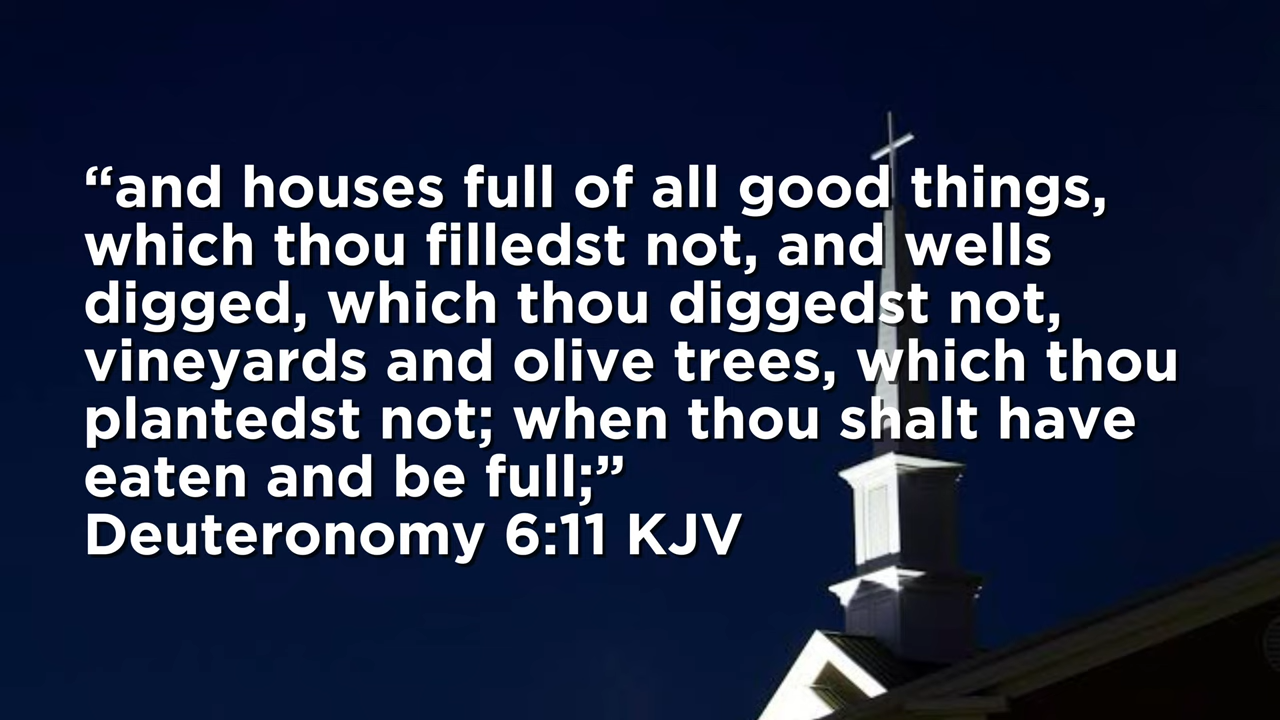 “and houses full of all good things,
which thou filledst not, and wells
digged, which thou diggedst not,
vineyards and olive trees, which thou
plantedst not; when thou shalt have
eaten and be full;”
Deuteronomy 6:11 KJV